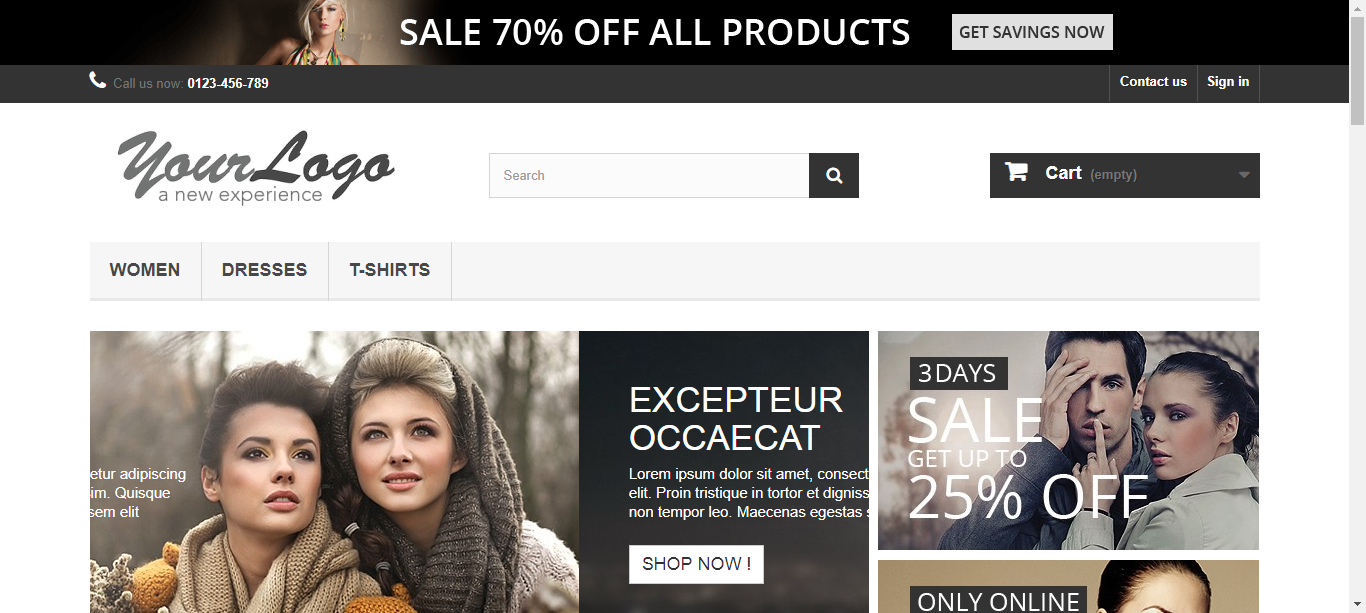 SALE 70% OFF ALL PRODUCTS
GET SAVINGS NOW
Call us now: 0123-456-789
Contact us
Sign in
YourLogo
a new experience
Search
Cart (empty)
WOMEN
DRESSES
T-SHIRTS
etur adipiscing
sim. Quisque
sem elit
EXCEPTEUR
OCCAECAT
Lorem ipsum dolor sit amet, consect
elit. Proin tristique in tortor et digniss
non tempor leo. Maecenas egestas
SHOP NOW !
3 DAYS
SALE
GET UP TO
25% OFF
ONLY ONLINE